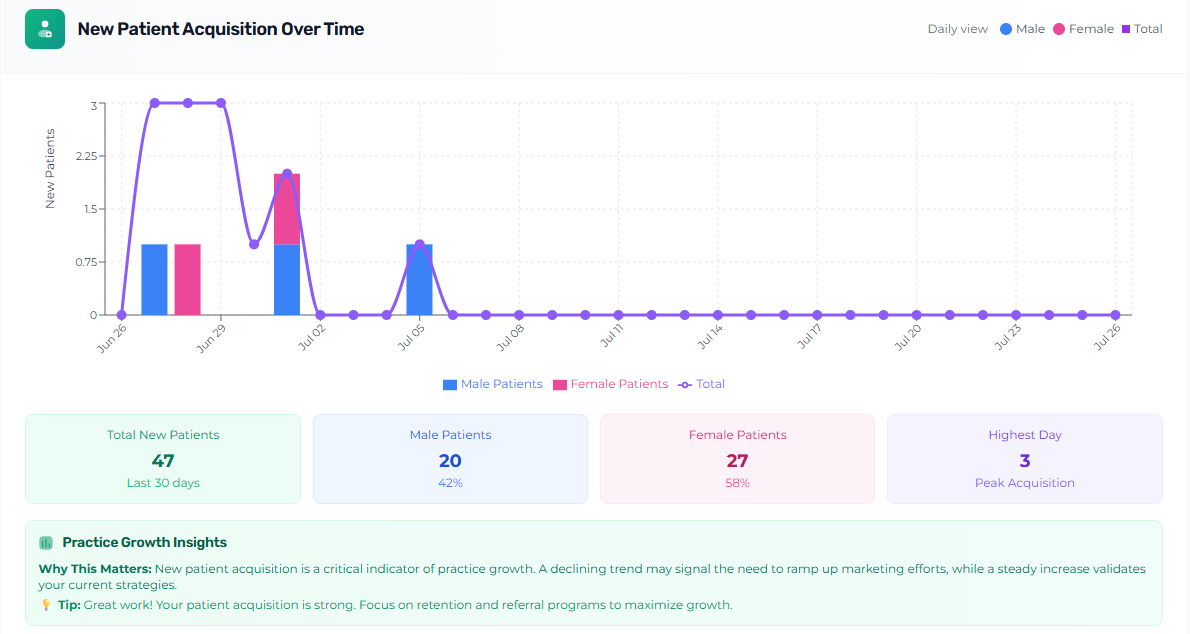 New Patient Acquisition Over Time
Daily view Male Female Total
New Patients
3
2.25
1.5
0.75
0
Jun 26 Jun 29 Jul 02 Jul 05 Jul 08 Jul 11 Jul 14 Jul 17 Jul 20 Jul 23 Jul 26
Male Patients Female Patients Total
Total New Patients
47
Last 30 days
Male Patients
20
42%
Female Patients
27
58%
Highest Day
3
Peak Acquisition
Practice Growth Insights
Why This Matters: New patient acquisition is a critical indicator of practice growth. A declining trend may signal the need to ramp up marketing efforts, while a steady increase validates
your current strategies.
Tip: Great work! Your patient acquisition is strong. Focus on retention and referral programs to maximize growth.